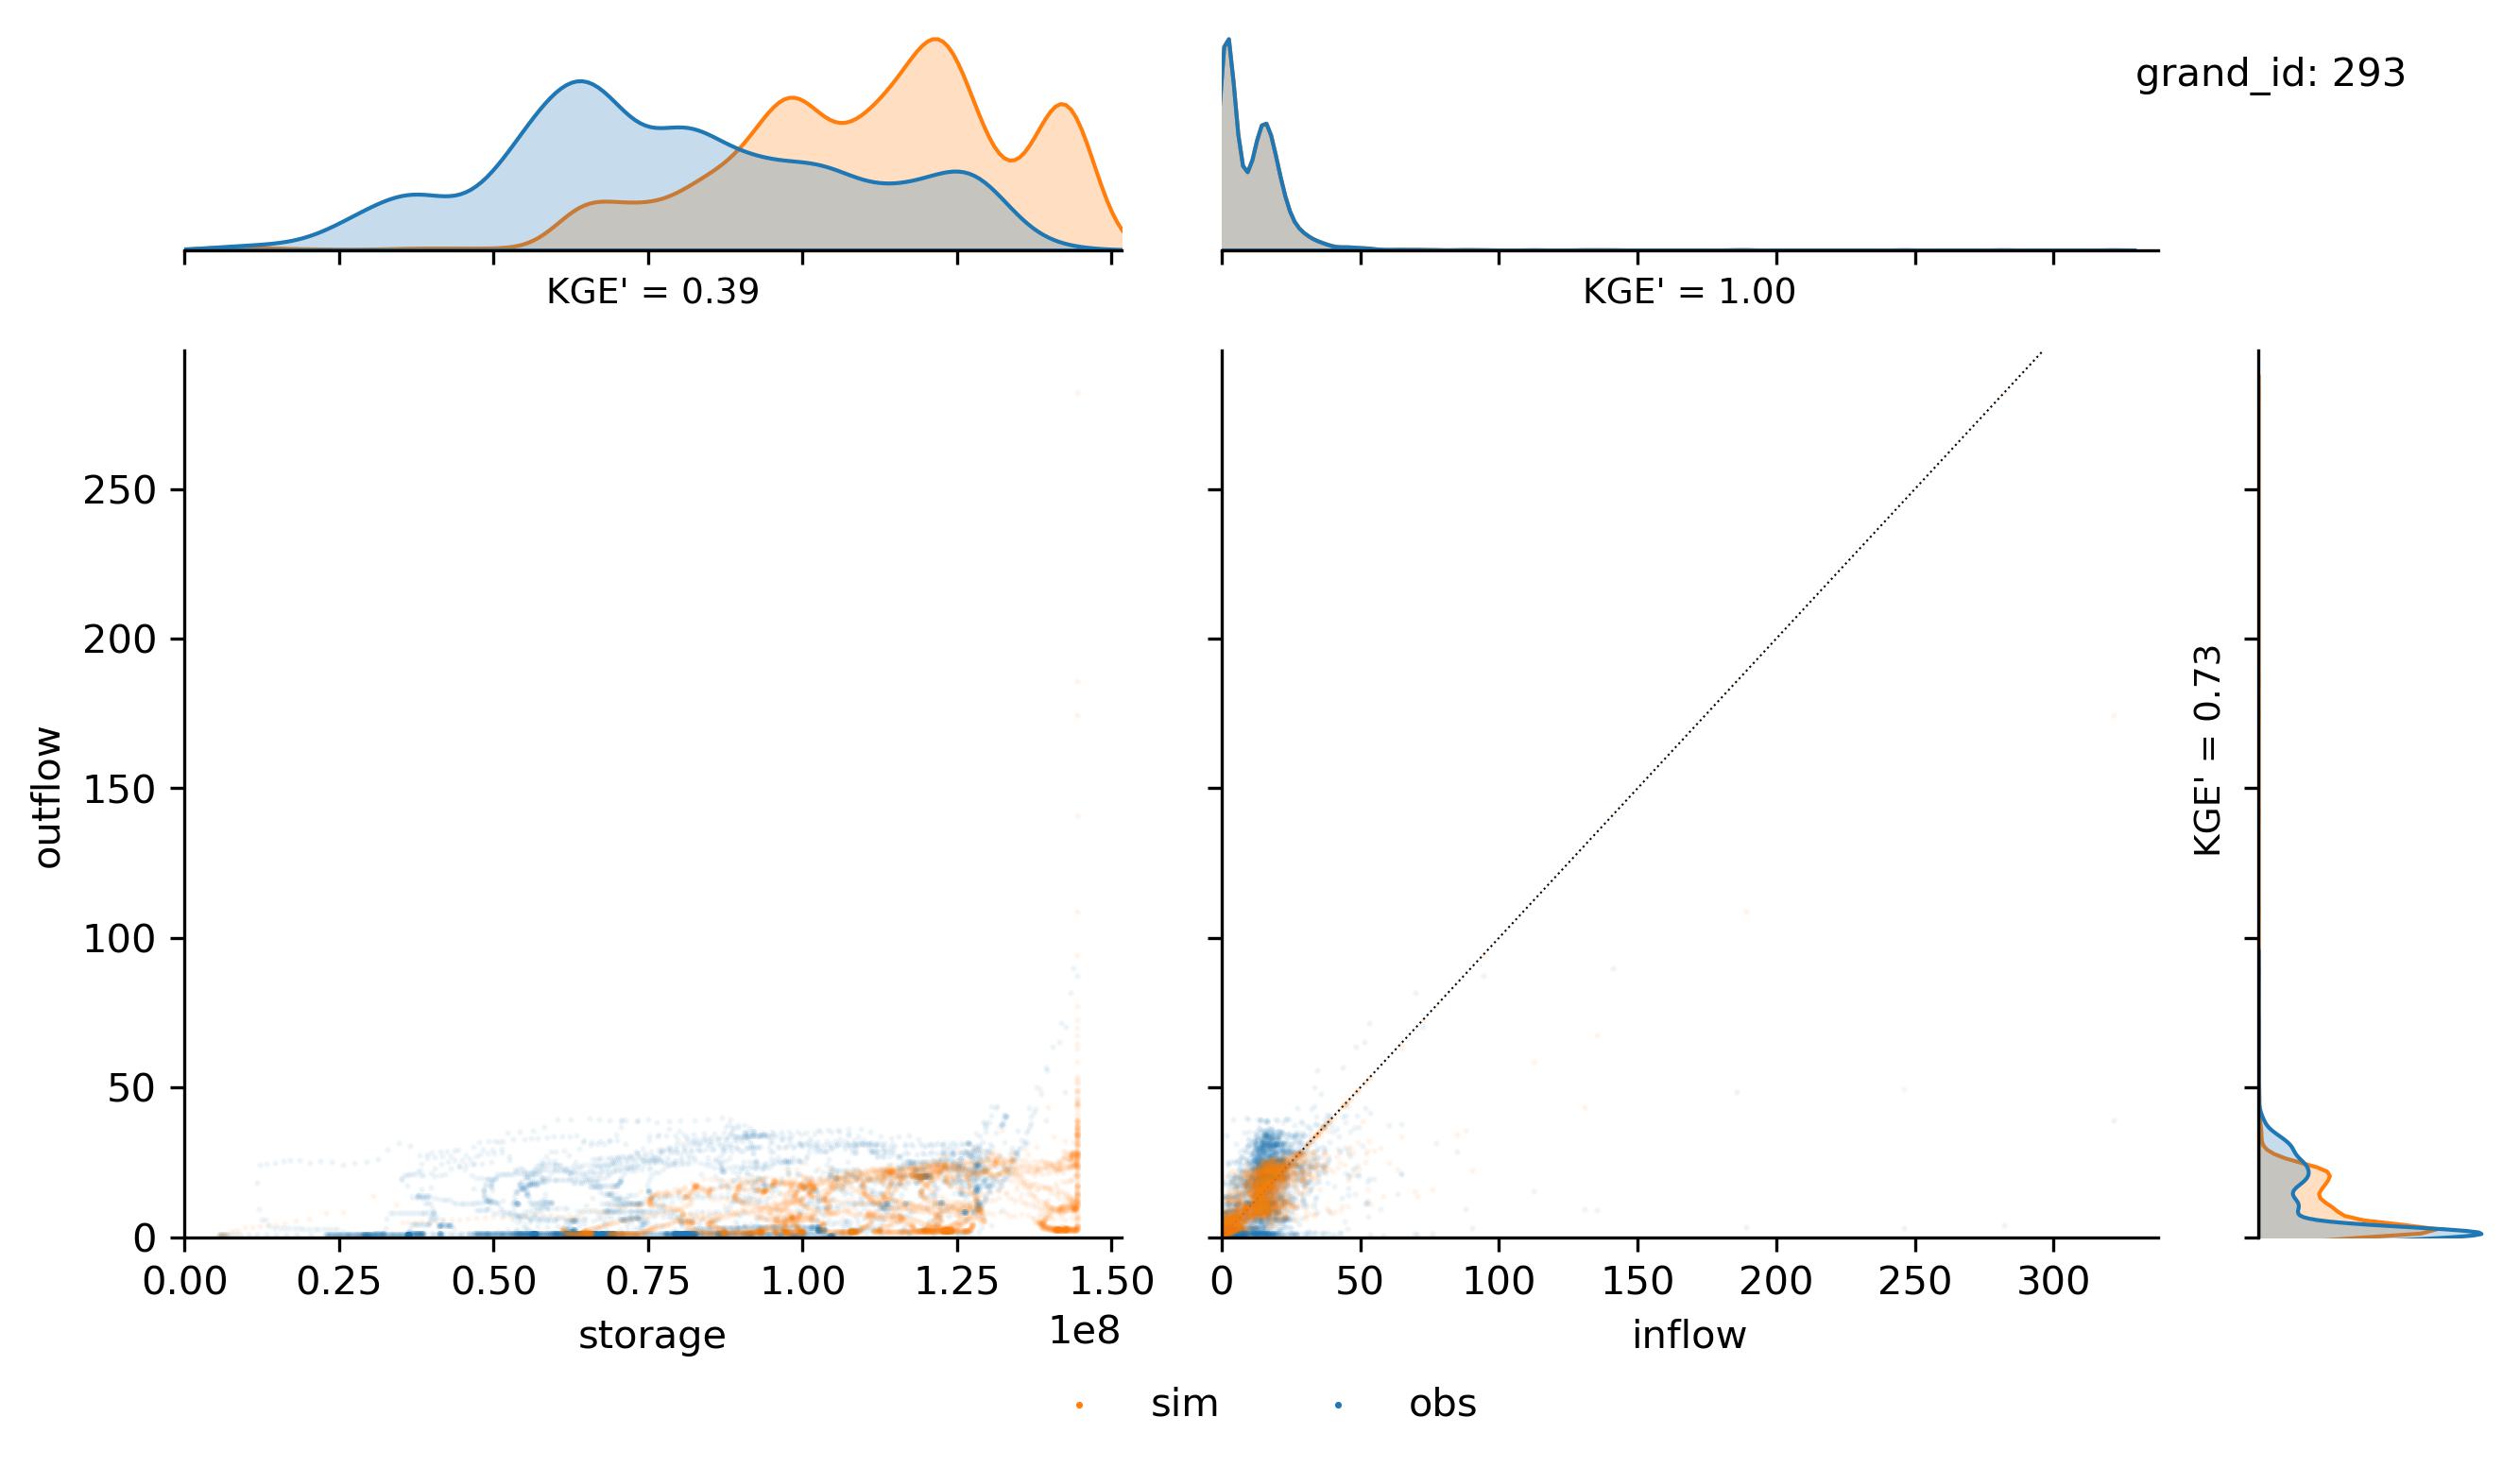 grand_id: 293
KGE' = 0.39
KGE' = 1.00
250
200
150
100
50
0
outflow
KGE' = 0.73
0.00 0.25 0.50 0.75 1.00 1.25 1.50
0 50 100 150 200 250 300
1e8
storage
inflow
sim obs